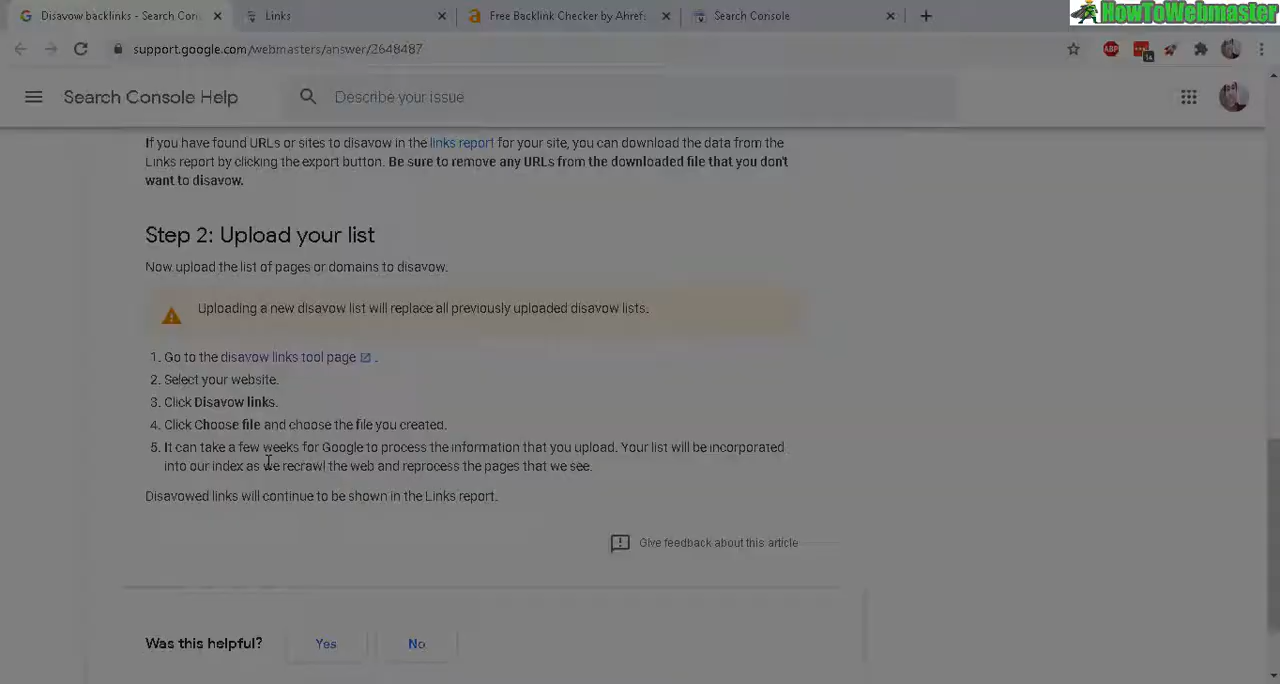 Disavow backlinks - Search Con
Links
Free Backlink Checker by Ahref
Search Console
HowToWebmaster
support.google.com/webmasters/answer/2648487
ABP
14
Search Console Help
Describe your issue
If you have found URLs or sites to disavow in the links report for your site, you can download the data from the
Links report by clicking the export button. Be sure to remove any URLs from the downloaded file that you don't
want to disavow.
Step 2: Upload your list
Now upload the list of pages or domains to disavow.
Uploading a new disavow list will replace all previously uploaded disavow lists.
1. Go to the disavow links tool page .
2. Select your website.
3. Click Disavow links.
4. Click Choose file and choose the file you created.
5. It can take a few weeks for Google to process the information that you upload. Your list will be incorporated
into our index as we recrawl the web and reprocess the pages that we see.
Disavowed links will continue to be shown in the Links report.
Give feedback about this article
Was this helpful?
Yes
No